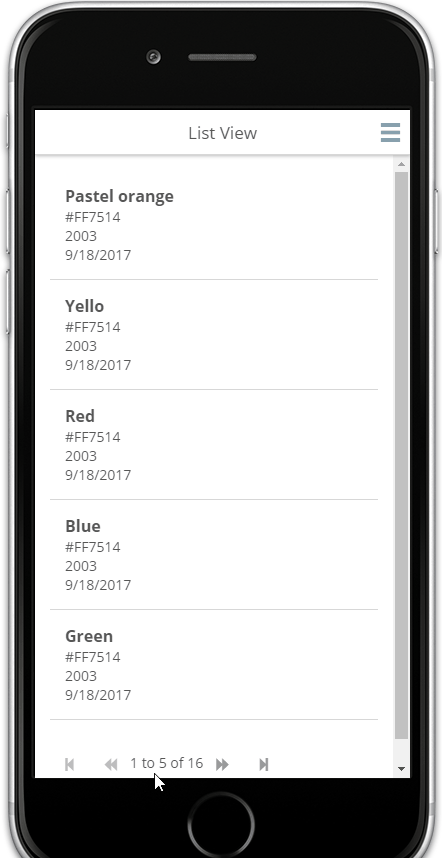 List View
Pastel orange
#FF7514
2003
9/18/2017
Yello
#FF7514
2003
9/18/2017
Red
#FF7514
2003
9/18/2017
Blue
#FF7514
2003
9/18/2017
Green
#FF7514
2003
9/18/2017
1 to 5 of 16